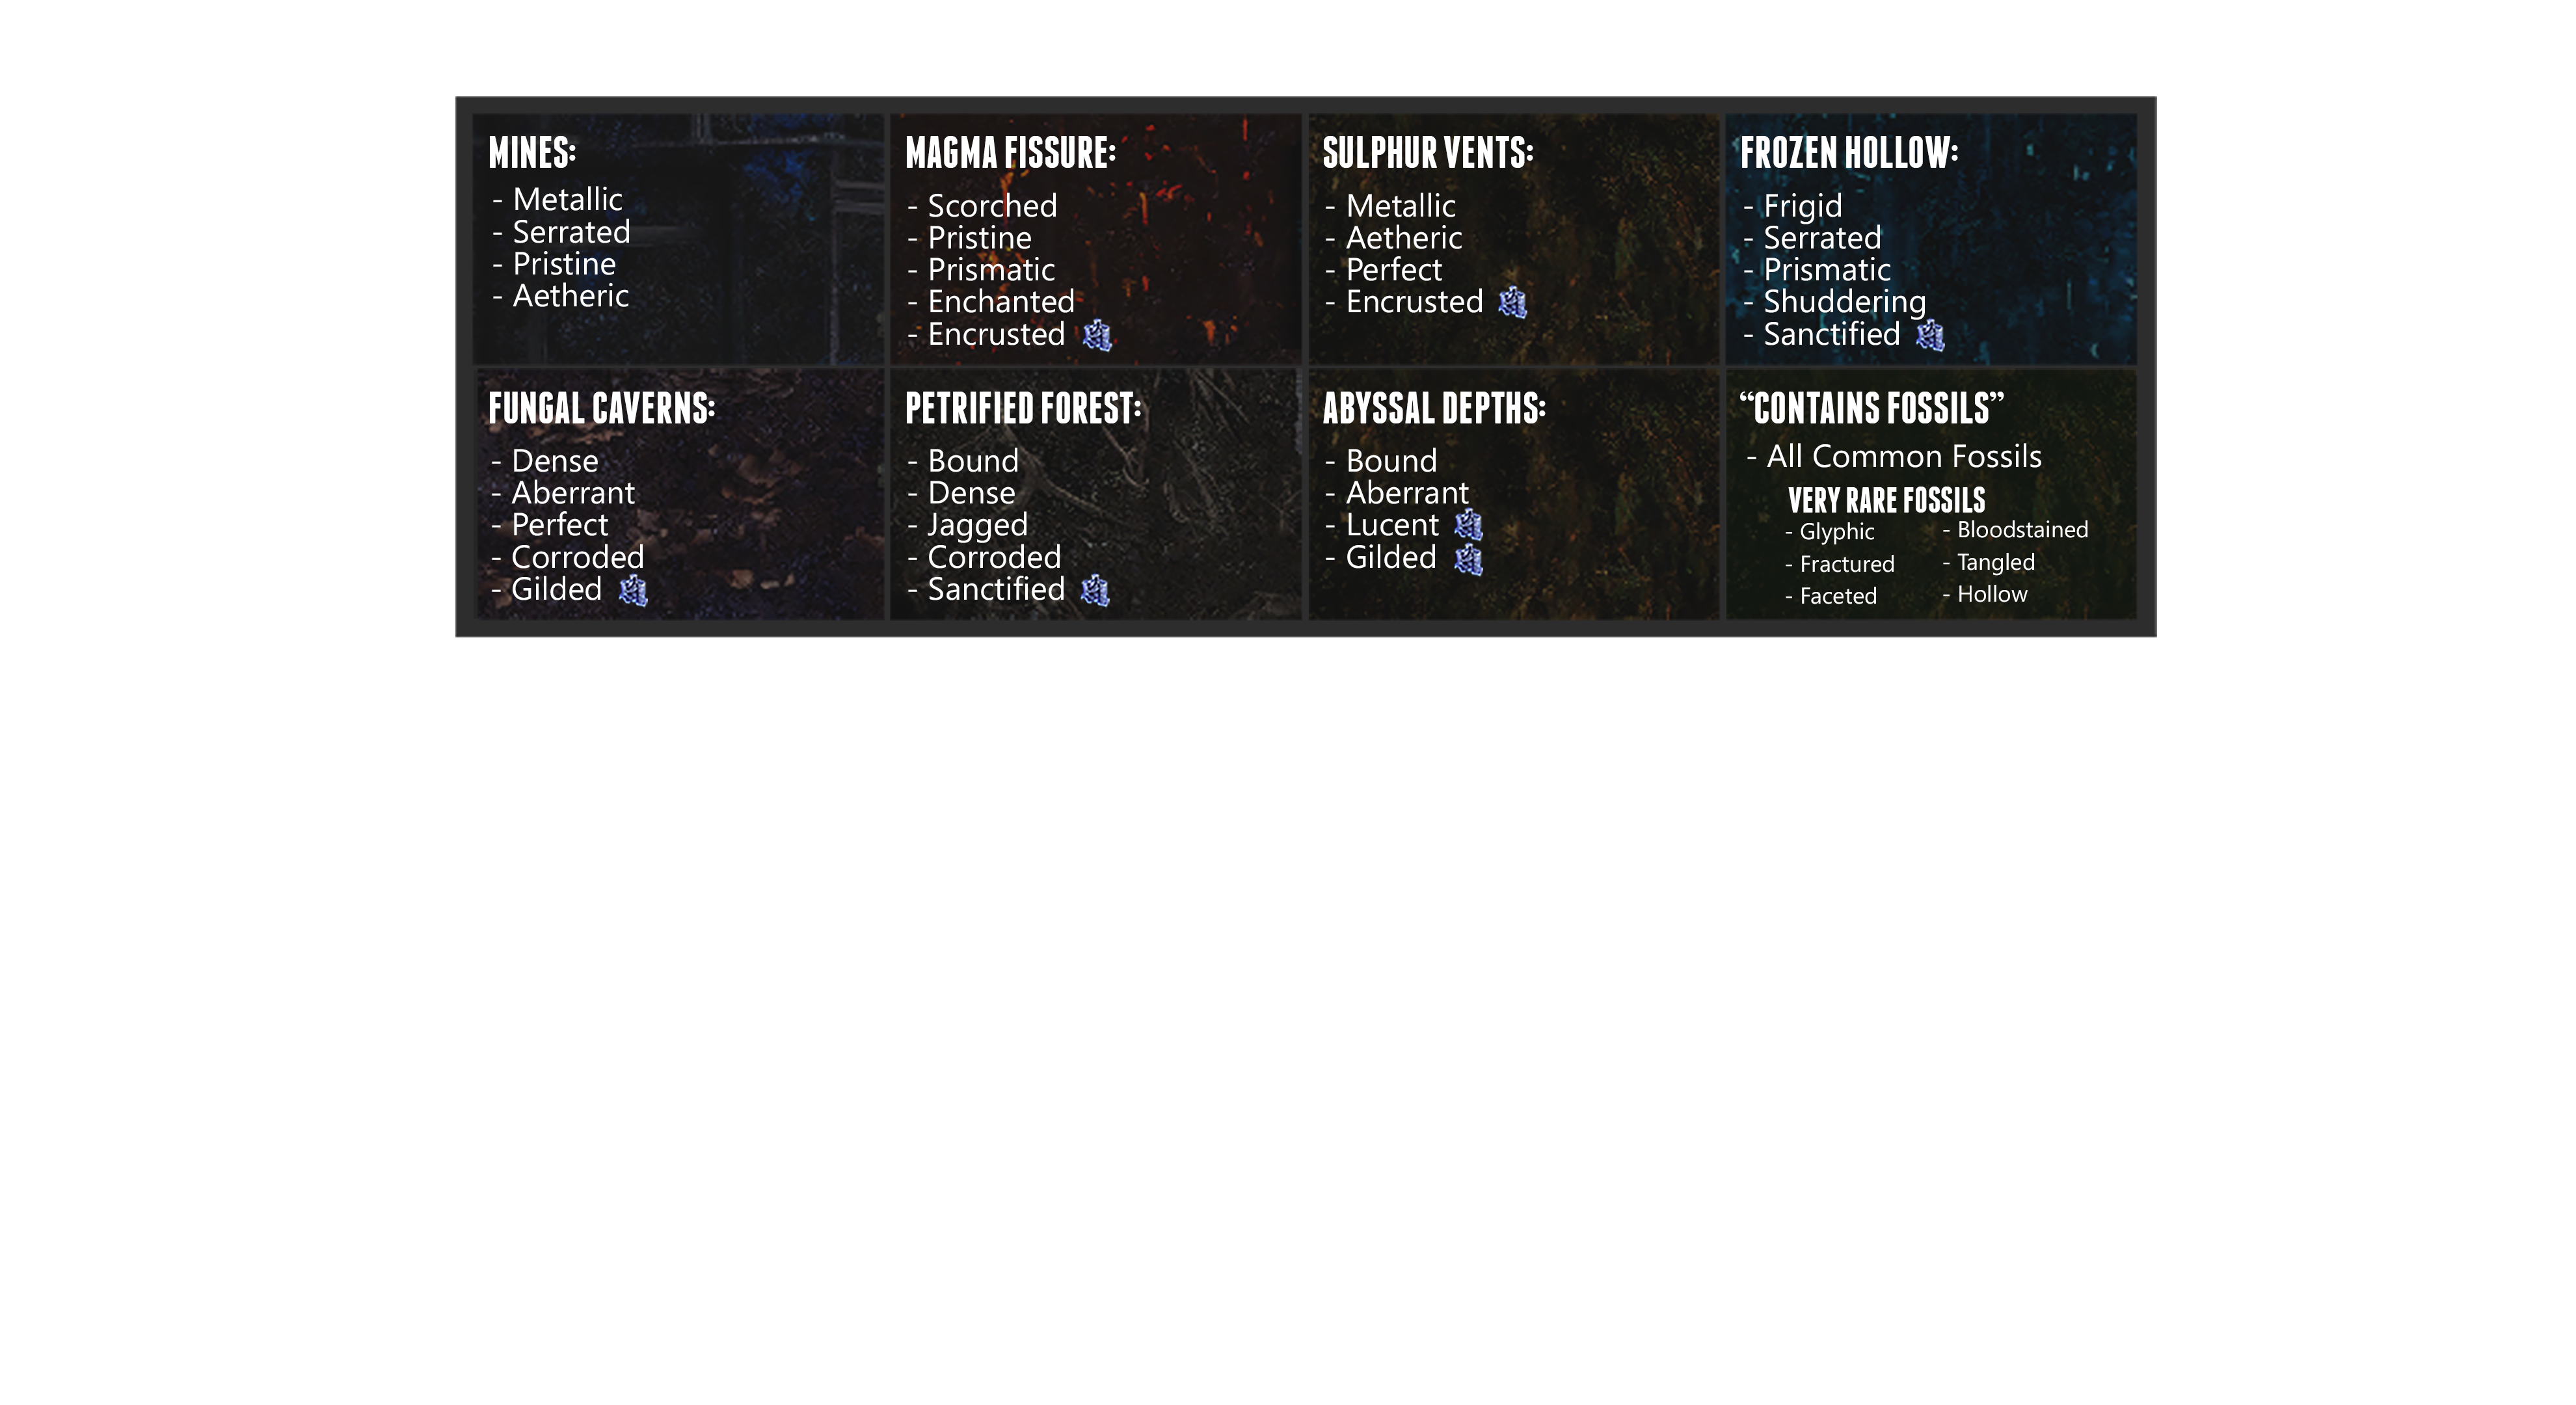 MINES:
- Metallic
- Serrated
- Pristine
- Aetheric
MAGMA FISSURE:
- Scorched
- Pristine
- Prismatic
- Enchanted
- Encrusted
SULPHUR VENTS:
- Metallic
- Aetheric
- Perfect
- Encrusted
FROZEN HOLLOW:
- Frigid
- Serrated
- Prismatic
- Shuddering
- Sanctified
FUNGAL CAVERNS:
- Dense
- Aberrant
- Perfect
- Corroded
- Gilded
PETRIFIED FOREST:
- Bound
- Dense
- Jagged
- Corroded
- Sanctified
ABYSSAL DEPTHS:
- Bound
- Aberrant
- Lucent
- Gilded
“CONTAINS FOSSILS”
- All Common Fossils
VERY RARE FOSSILS
- Glyphic
- Fractured
- Faceted
- Bloodstained
- Tangled
- Hollow